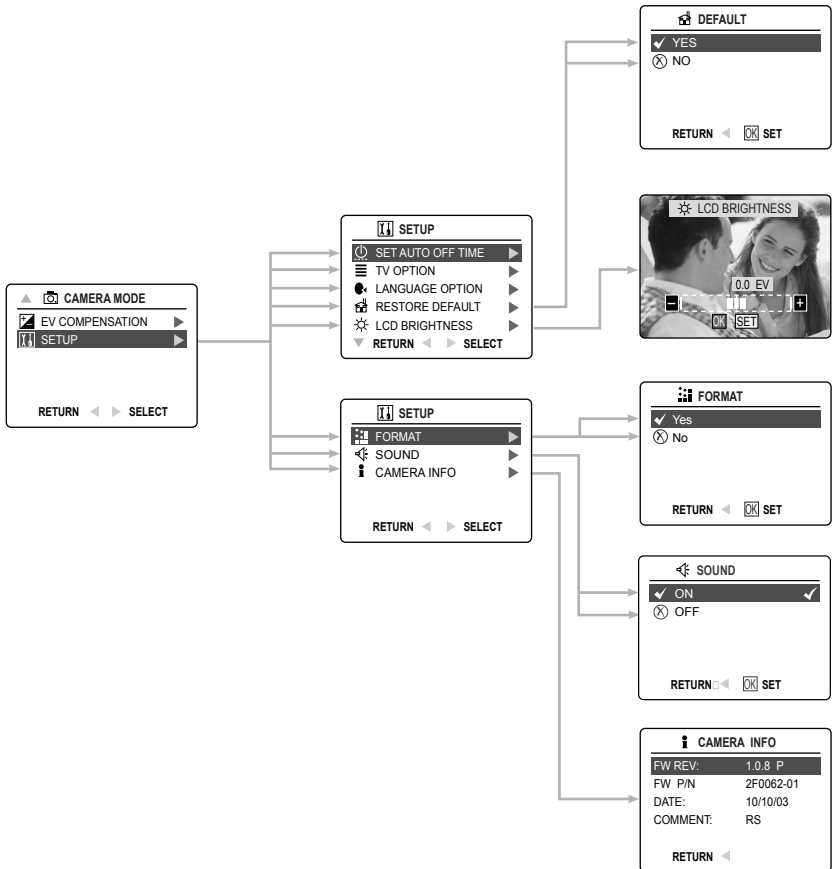 CAMERA MODE
EV COMPENSATION
SETUP
RETURN SELECT
SETUP
SET AUTO OFF TIME
TV OPTION
LANGUAGE OPTION
RESTORE DEFAULT
LCD BRIGHTNESS
RETURN SELECT
SETUP
FORMAT
SOUND
CAMERA INFO
RETURN SELECT
DEFAULT
YES
NO
RETURN OK SET
LCD BRIGHTNESS
0.0 EV
OK SET
FORMAT
Yes
No
RETURN OK SET
SOUND
ON
OFF
RETURN OK SET
CAMERA INFO
FW REV: 1.0.8 P
FW P/N 2F0062-01
DATE: 10/10/03
COMMENT: RS
RETURN